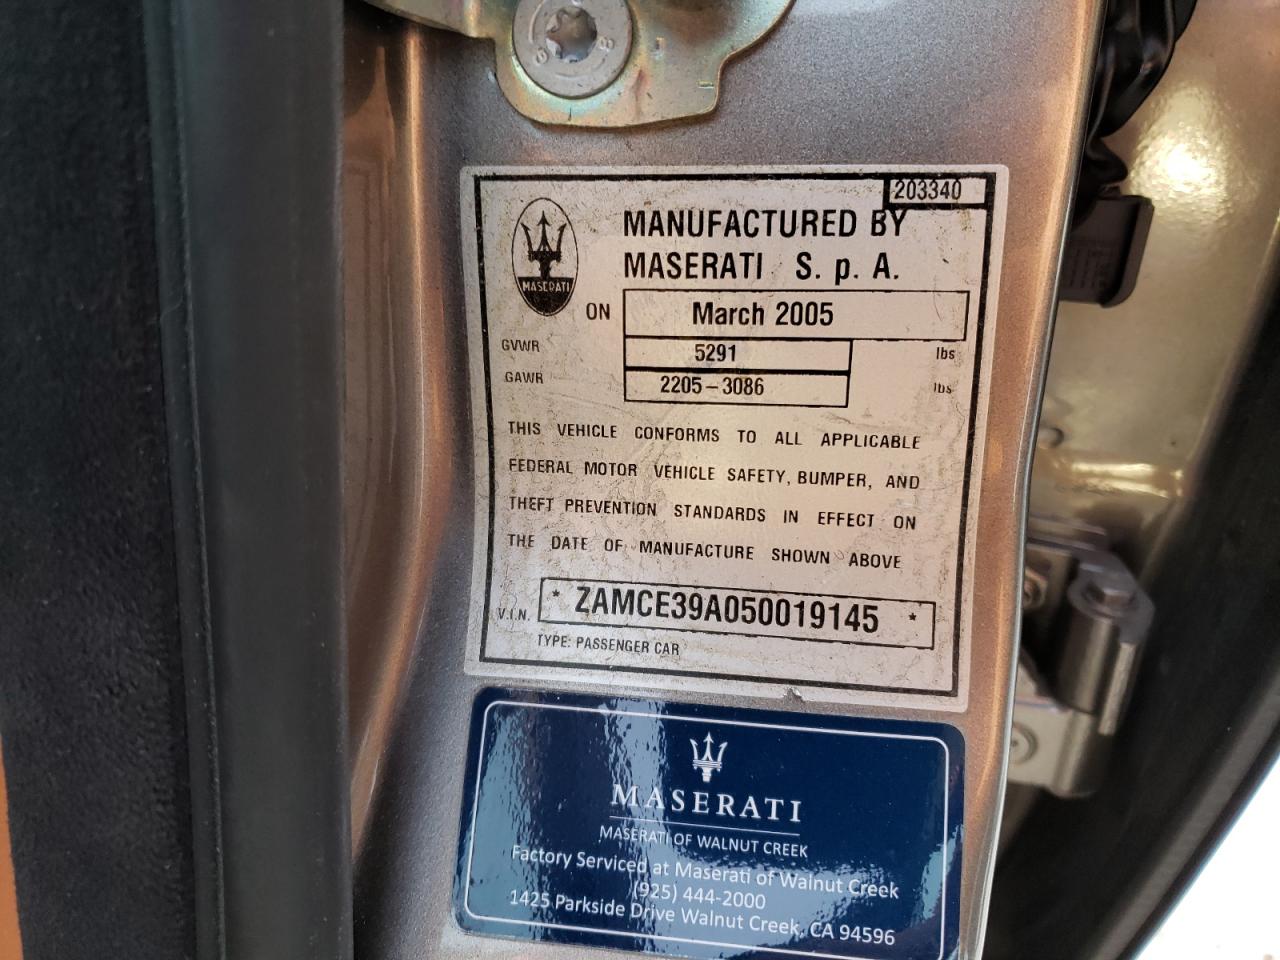 203340
MANUFACTURED BY
MASERATI S. p. A.
MASERATI
ON March 2005
GVWR 5291 lbs
GAWR 2205-3086 lbs
THIS VEHICLE CONFORMS TO ALL APPLICABLE
FEDERAL MOTOR VEHICLE SAFETY, BUMPER, AND
THEFT PREVENTION STANDARDS IN EFFECT ON
THE DATE OF MANUFACTURE SHOWN ABOVE
V.I.N. * ZAMCE39A050019145 *
TYPE: PASSENGER CAR
MASERATI
MASERATI OF WALNUT CREEK
Factory Serviced at Maserati of Walnut Creek
(925) 444-2000
1425 Parkside Drive Walnut Creek, CA 94596